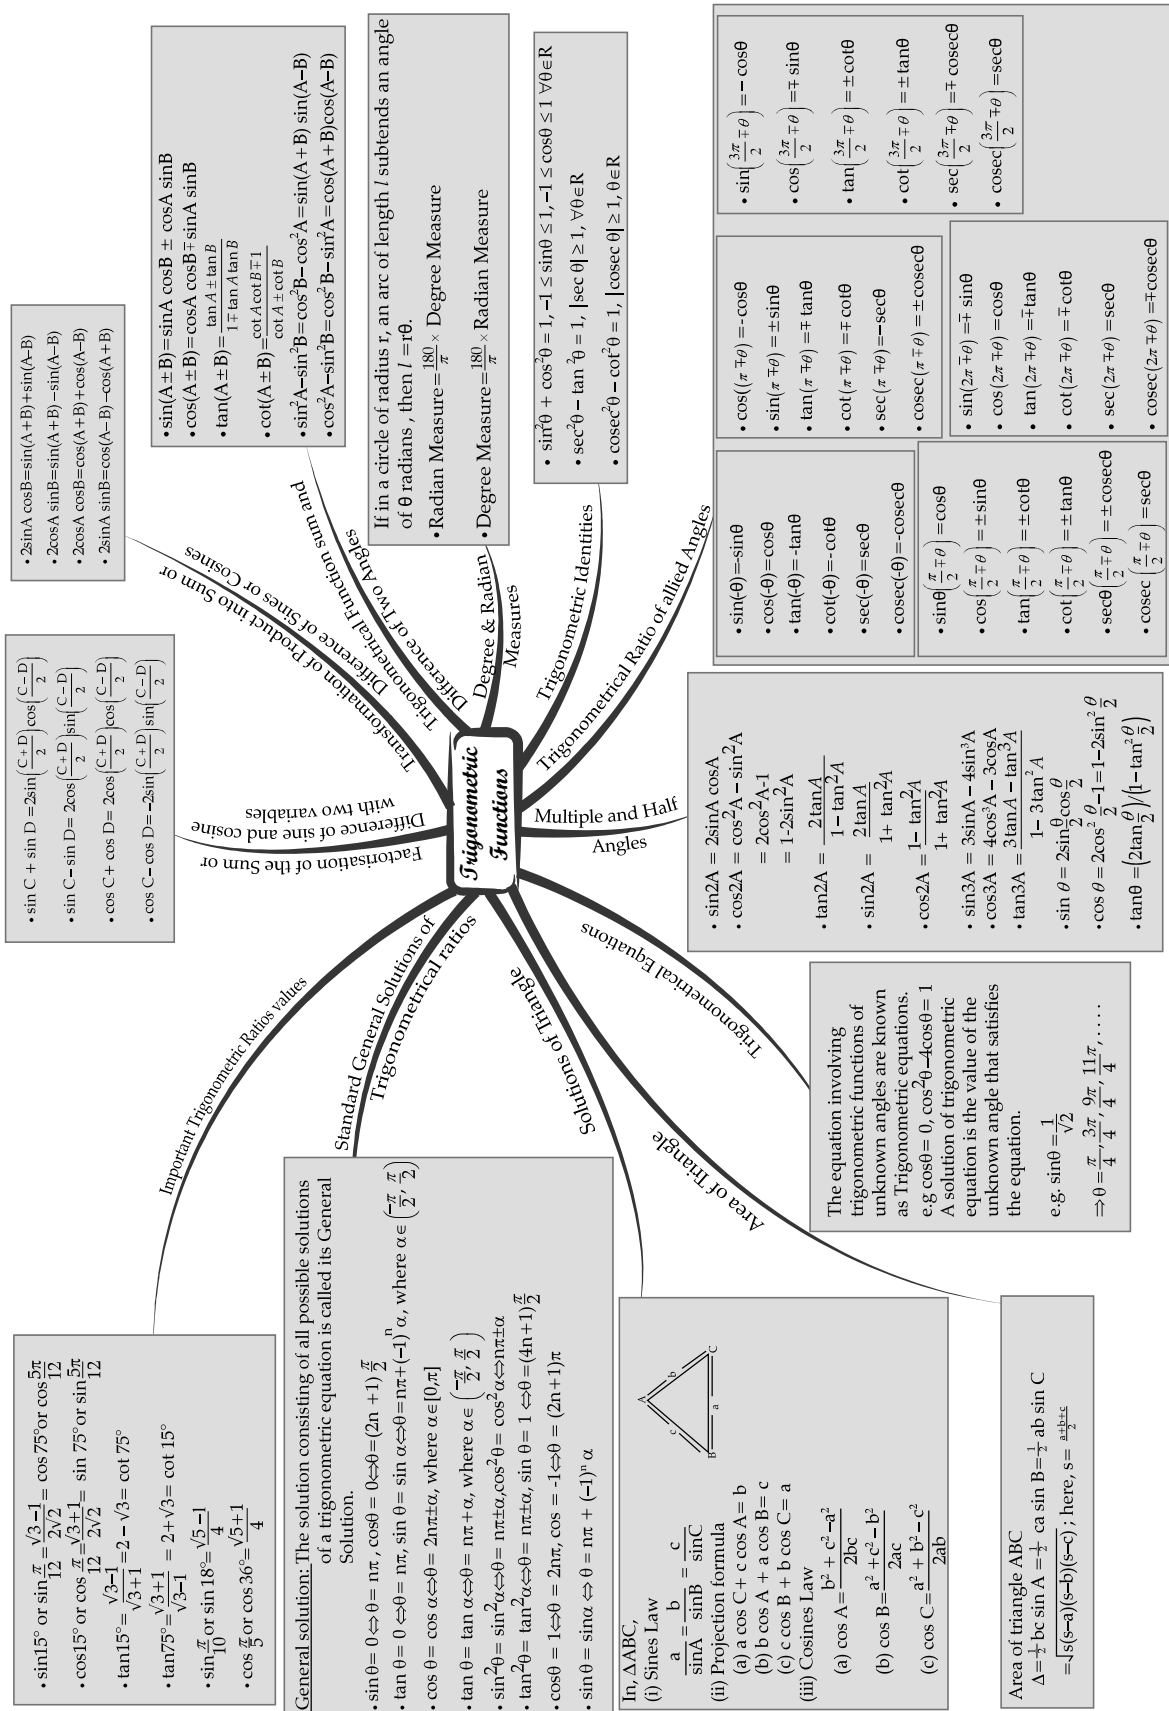 Trigonometric
Functions
Important Trigonometric Ratios values
• sin15° or sin π/12 = (√3−1)/(2√2) = cos75° or cos 5π/12
• cos15° or cos π/12 = (√3+1)/(2√2) = sin 75° or sin 5π/12
• tan15° = (√3−1)/(√3+1) = 2 − √3 = cot 75°
• tan75° = (√3+1)/(√3−1) = 2+√3 = cot 15°
• sin π/10 or sin 18° = (√5−1)/4
• cos π/5 or cos 36° = (√5+1)/4
Factorisation of the Sum or
Difference of sine and cosine
with two variables
• sin C + sin D = 2sin((C+D)/2) cos((C−D)/2)
• sin C − sin D = 2cos((C+D)/2) sin((C−D)/2)
• cos C + cos D = 2cos((C+D)/2) cos((C−D)/2)
• cos C − cos D = −2sin((C+D)/2) sin((C−D)/2)
Transformation of Product into Sum or
Difference of Sines or Cosines
• 2sinA cosB=sin(A+B)+sin(A−B)
• 2cosA sinB=sin(A+B)−sin(A−B)
• 2cosA cosB=cos(A+B)+cos(A−B)
• 2sinA sinB=cos(A−B)−cos(A+B)
Trigonometrical Function sum and
Difference of Two Angles
• sin(A±B)=sinA cosB ± cosA sinB
• cos(A±B)=cosA cosB∓sinA sinB
• tan(A±B)= (tan A ± tan B)/(1∓tan A tan B)
• cot(A±B)= (cot A cot B∓1)/(cot A ± cot B)
• sin²A−sin²B=cos²B−cos²A=sin(A+B) sin(A−B)
• cos²A−sin²B=cos²B−sin²A=cos(A+B)cos(A−B)
Degree & Radian
Measures
If in a circle of radius r, an arc of length l subtends an angle
of θ radians , then l = rθ.
• Radian Measure = 180/π × Degree Measure
• Degree Measure = 180/π × Radian Measure
Trigonometric Identities
• sin²θ + cos²θ = 1, −1 ≤ sinθ ≤ 1, −1 ≤ cosθ ≤ 1 ∀θ∈R
• sec²θ − tan²θ = 1, |sec θ| ≥ 1, ∀θ∈R
• cosec²θ − cot²θ = 1, |cosec θ| ≥ 1, θ∈R
Trigonometrical Ratio of allied Angles
• sin(-θ)=-sinθ
• cos(-θ)=cosθ
• tan(-θ)= -tanθ
• cot(-θ)=-cotθ
• sec(-θ)=secθ
• cosec(-θ)=-cosecθ
• sinθ(π/2 ∓ θ) =cosθ
• cos(π/2 ∓ θ) =±sinθ
• tan(π/2 ∓ θ) =±cotθ
• cot(π/2 ∓ θ) =±tanθ
• secθ(π/2 ∓ θ) =±cosecθ
• cosec (π/2 ∓ θ) =secθ
• cos((π ∓θ) =-cosθ
• sin(π ∓θ) =±sinθ
• tan(π ∓θ) =∓ tanθ
• cot (π ∓θ) =∓ cotθ
• sec(π ∓θ) =−secθ
• cosec (π ∓θ) =±cosecθ
• sin(2π ∓θ) =∓ sinθ
• cos (2π ∓θ) =cosθ
• tan (2π ∓θ) =∓tanθ
• cot (2π ∓θ) =∓cotθ
• sec (2π ∓θ) =secθ
• cosec(2π ∓θ) =∓cosecθ
• sin(3π/2 ∓ θ) =− cosθ
• cos(3π/2 ∓ θ) =∓ sinθ
• tan(3π/2 ∓ θ) =±cotθ
• cot(3π/2 ∓ θ) =±tanθ
• sec(3π/2 ∓ θ) =∓ cosecθ
• cosec(3π/2 ∓ θ) =secθ
Multiple and Half
Angles
• sin2A = 2sinA cosA
• cos2A = cos²A − sin²A
= 2cos²A-1
= 1-2sin²A
• tan2A = 2 tanA/(1 − tan²A)
• sin2A = 2 tanA/(1+ tan²A)
• cos2A = (1− tan²A)/(1+ tan²A)
• sin3A = 3sinA − 4sin³A
• cos3A = 4cos³A − 3cosA
• tan3A = (3tanA − tan³A)/(1− 3 tan²A)
• sin θ = 2sin θ/2 cos θ/2
• cos θ = 2cos² θ/2 −1 = 1−2sin² θ/2
• tanθ =(2tan θ/2)/(1−tan² θ/2)
Trigonometrical Equations
The equation involving
trigonometric functions of
unknown angles are known
as Trigonometric equations.
e.g cosθ= 0, cos²θ−4cosθ= 1
A solution of trigonometric
equation is the value of the
unknown angle that satisfies
the equation.
e.g. sinθ = 1/√2
⇒θ = π/4, 3π/4, 9π/4, 11π/4, . . . .
Area of Triangle
Area of triangle ABC
Δ=½ bc sin A =½ ca sin B=½ ab sin C
=√s(s−a)(s−b)(s−c) ; here, s= (a+b+c)/2
Solutions of Triangle
In, ΔABC,
(i) Sines Law
a/sinA = b/sinB = c/sinC
(ii) Projection formula
(a) a cos C + c cos A = b
(b) b cos A + a cos B= c
(c) c cos B + b cos C= a
(iii) Cosines Law
(a) cos A= (b² + c² − a²)/2bc
(b) cos B= (a² + c² − b²)/2ac
(c) cos C= (a² + b² − c²)/2ab
A
c
b
B
a
C
Standard General Solutions of
Trigonometrical ratios
General solution: The solution consisting of all possible solutions
of a trigonometric equation is called its General
Solution.
• sin θ= 0⇔ θ= nπ , cosθ= 0⇔θ=(2n +1) π/2
• tan θ= 0 ⇔θ= nπ, sin θ= sin α⇔θ=nπ+(−1)ⁿ α, where α∈ (−π/2, π/2)
• cos θ= cos α⇔θ= 2nπ±α, where α∈[0,π]
• tan θ= tan α⇔θ= nπ+α, where α∈ (−π/2, π/2)
• sin²θ= sin²α⇔θ= nπ±α,cos²θ= cos²α⇔nπ±α
• tan²θ= tan²α⇔θ= nπ±α, sin θ= 1 ⇔θ=(4n+1) π/2
• cosθ = 1⇔θ = 2nπ, cos = -1⇔θ = (2n+1)π
• sin θ = sinα ⇔ θ = nπ + (−1)ⁿ α